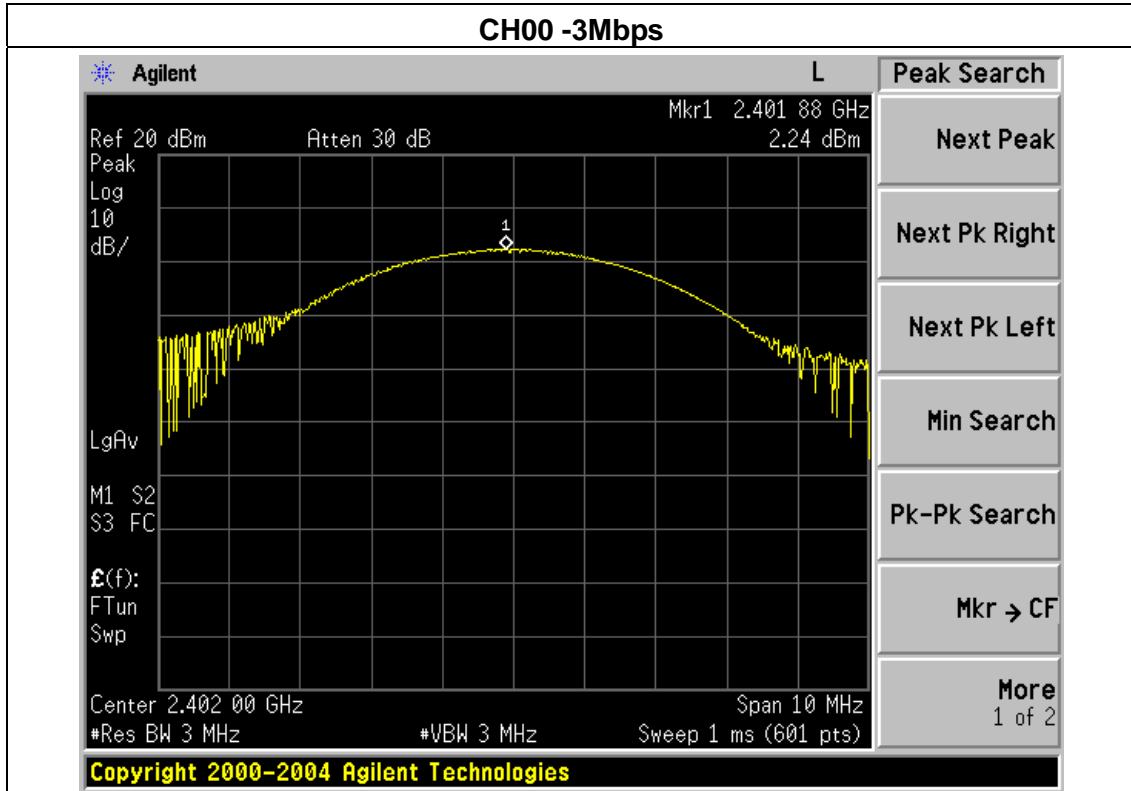 CH00 -3Mbps
Agilent L Peak Search
Mkr1 2.401 88 GHz
Ref 20 dBm Atten 30 dB 2.24 dBm
Peak
Log
10
dB/
1
LgAv
M1 S2
S3 FC
£(f):
FTun
Swp
Center 2.402 00 GHz Span 10 MHz
#Res BW 3 MHz #VBW 3 MHz Sweep 1 ms (601 pts)
Next Peak
Next Pk Right
Next Pk Left
Min Search
Pk-Pk Search
Mkr → CF
More
1 of 2
Copyright 2000-2004 Agilent Technologies